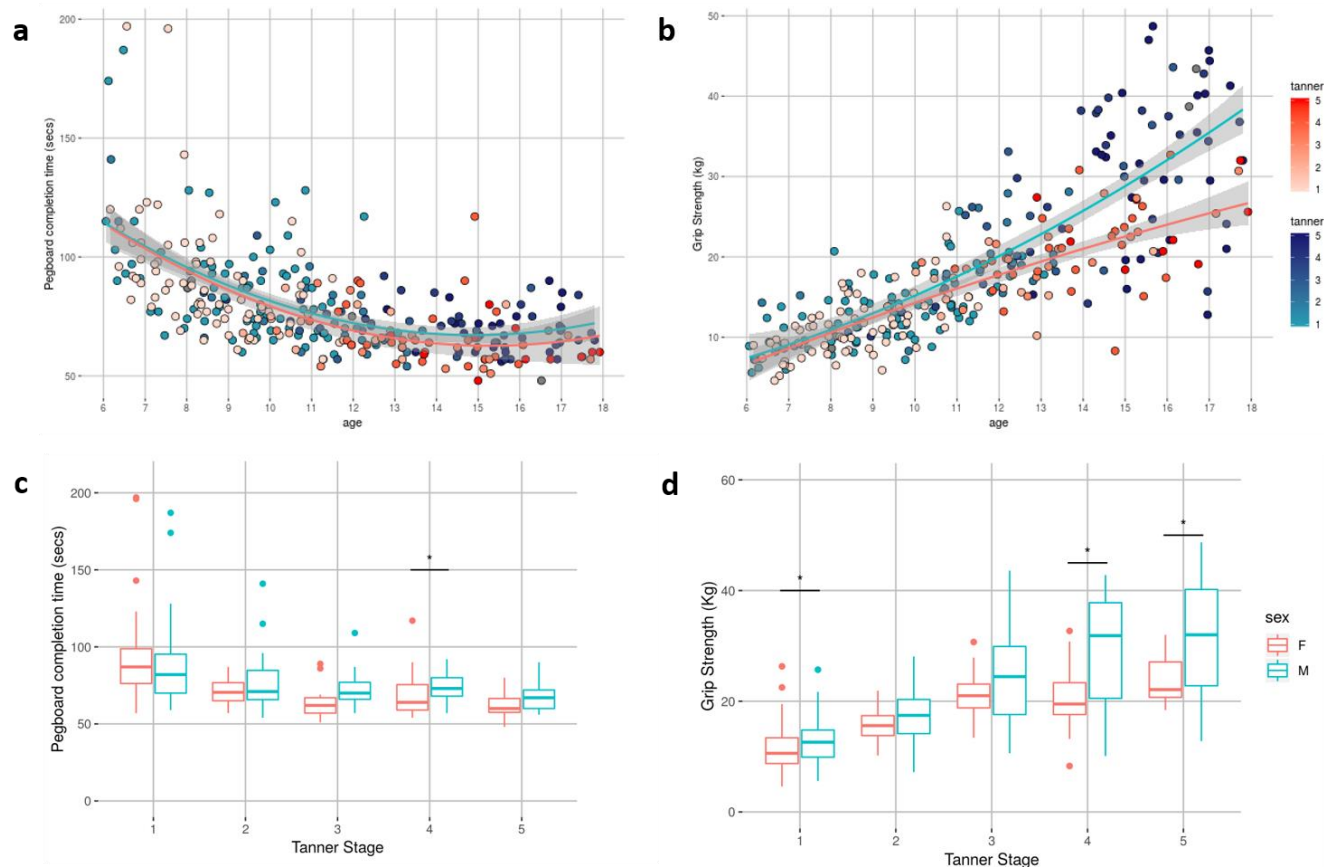 a
200
150
100
50
Pegboard completion time (secs)
6 7 8 9 10 11 12 13 14 15 16 17 18
age
b
50
40
30
20
10
Grip Strength (kg)
6 7 8 9 10 11 12 13 14 15 16 17 18
age
tanner
5
4
3
2
1
tanner
5
4
3
2
1
c
200
150
100
50
0
Pegboard completion time (secs)
*
1 2 3 4 5
Tanner Stage
d
60
40
20
0
Grip Strength (Kg)
* * *
1 2 3 4 5
Tanner Stage
sex
F
M